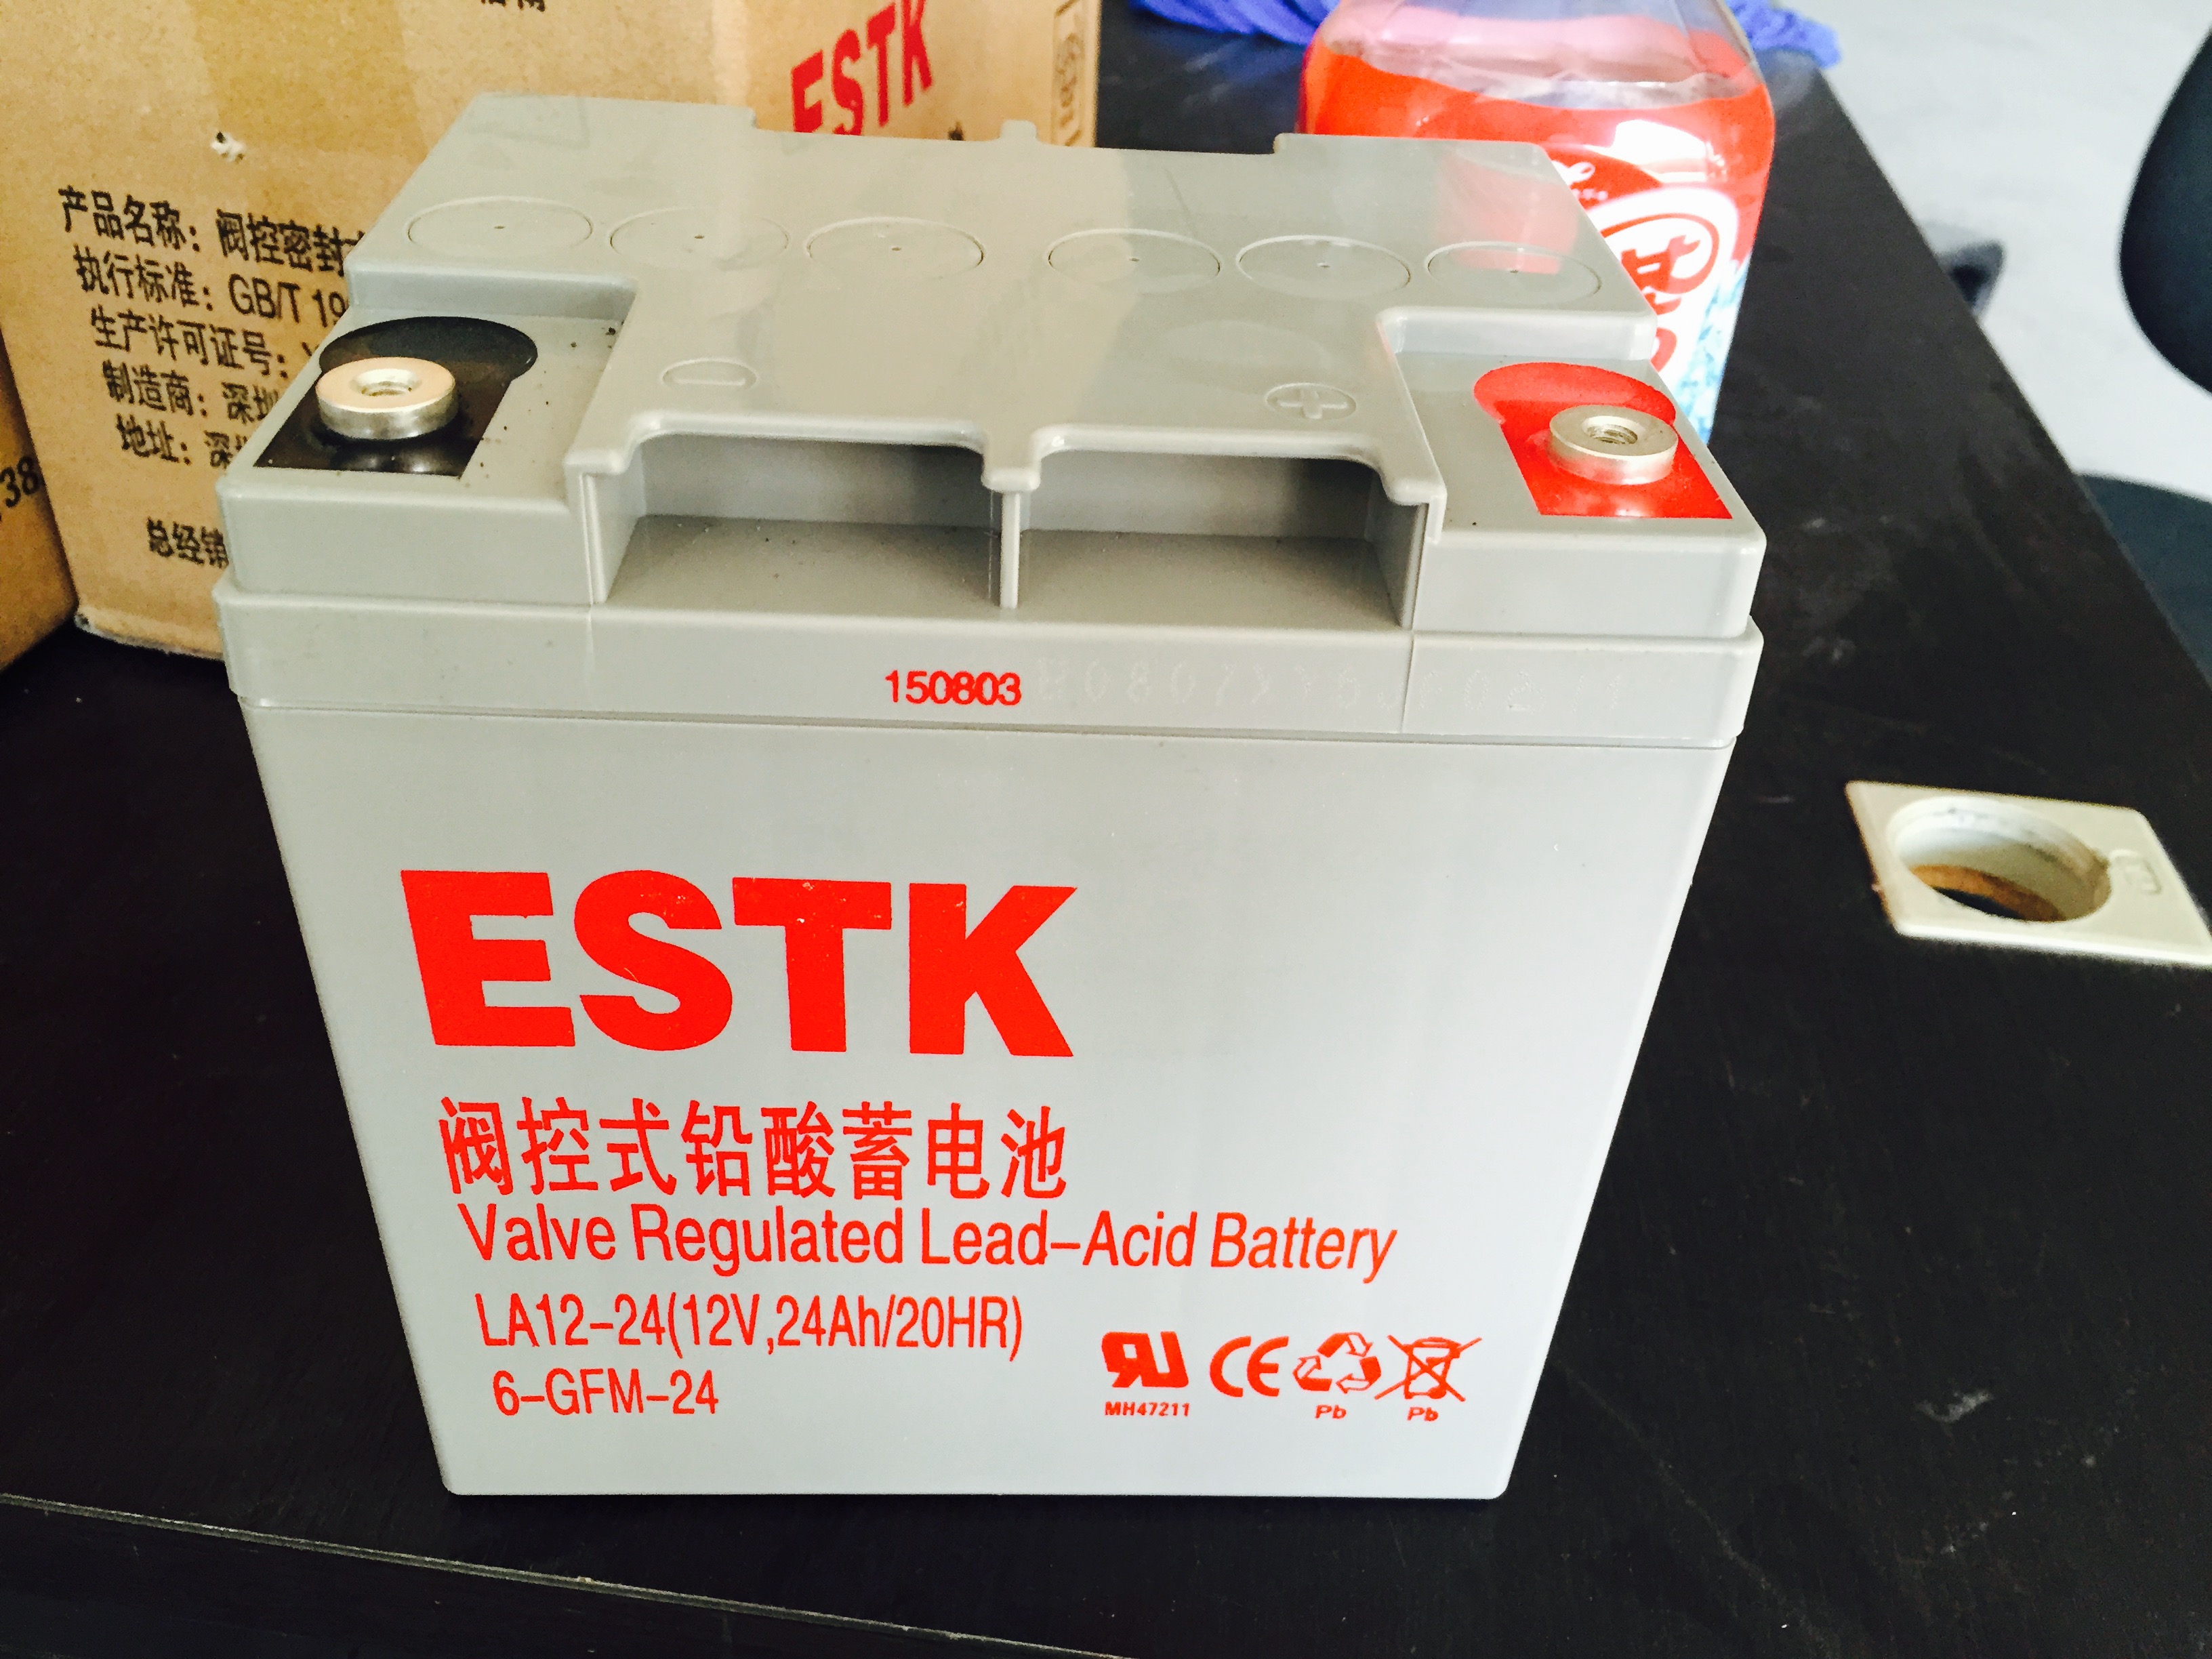 ESTK
产品名称：阀控密封
执行标准：GB/T 19
生产许可证号：
制造商：深圳
地址：深
总经销
38
150803
ESTK
阀控式铅酸蓄电池
Valve Regulated Lead-Acid Battery
LA12-24(12V,24Ah/20HR)
6-GFM-24
MH47211
CE
Pb
Pb